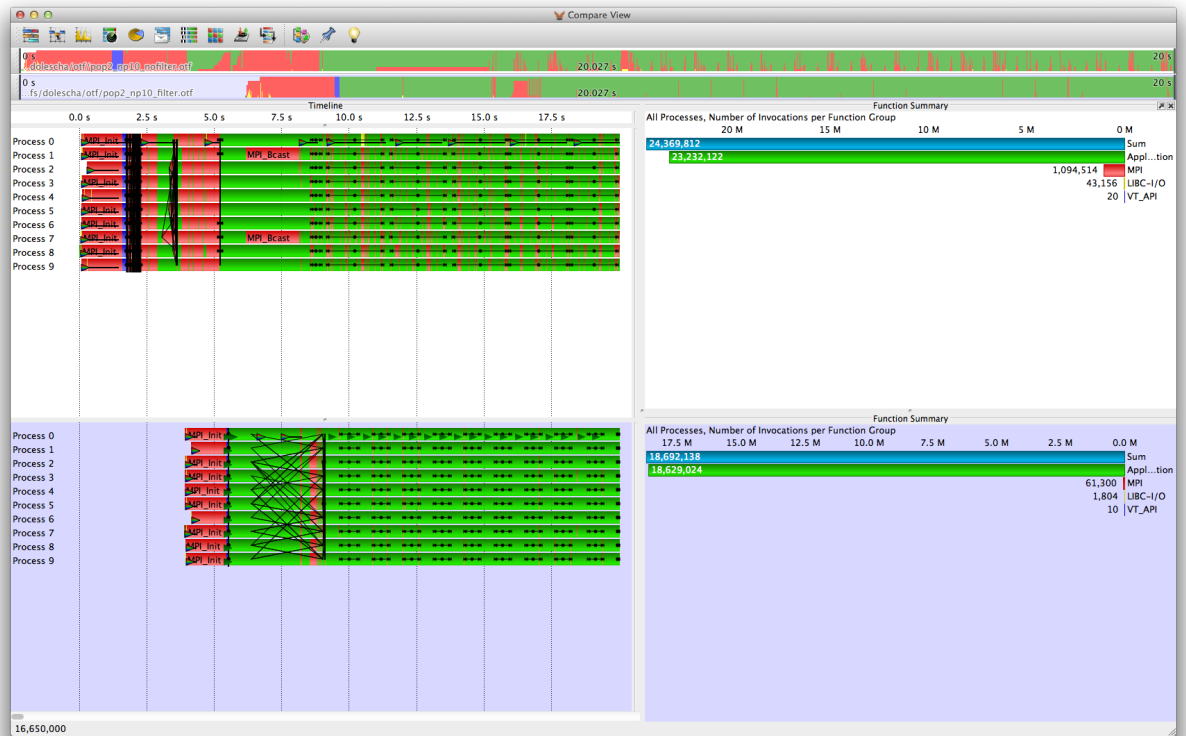 Compare View
0 s
20 s
/dolescha/otf/pop2_np10_nofilter.otf
20.027 s
0 s
20 s
...fs/dolescha/otf/pop2_np10_filter.otf
20.027 s
Timeline
0.0 s 2.5 s 5.0 s 7.5 s 10.0 s 12.5 s 15.0 s 17.5 s
Process 0 MPI_Init
Process 1 MPI_Init MPI_Bcast
Process 2
Process 3 MPI_Init
Process 4
Process 5 MPI_Init
Process 6 MPI_Init
Process 7 MPI_Init MPI_Bcast
Process 8 MPI_Init
Process 9
Function Summary
All Processes, Number of Invocations per Function Group
20 M 15 M 10 M 5 M 0 M
24,369,812 Sum
23,232,122 Appl...tion
1,094,514 MPI
43,156 LIBC-I/O
20 VT_API
Process 0 MPI_Init
Process 1
Process 2 MPI_Init
Process 3 MPI_Init
Process 4 MPI_Init
Process 5 MPI_Init
Process 6
Process 7 MPI_Init
Process 8 MPI_Init
Process 9 MPI_Init
Function Summary
All Processes, Number of Invocations per Function Group
17.5 M 15.0 M 12.5 M 10.0 M 7.5 M 5.0 M 2.5 M 0.0 M
18,692,138 Sum
18,629,024 Appl...tion
61,300 MPI
1,804 LIBC-I/O
10 VT_API
16,650,000